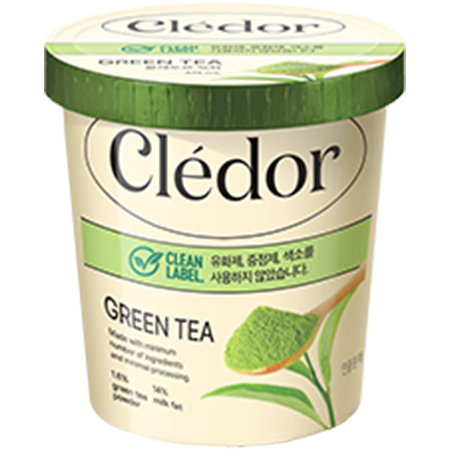 Clédor
CLEAN
LABEL
GREEN TEA
Clédor
CLEAN
LABEL.
유화제, 증점제, 색소를
사용하지 않았습니다.
GREEN TEA
Made with minimum
number of ingredients
and minimal processing.
1.6%
green tea
powder
14%
milk fat